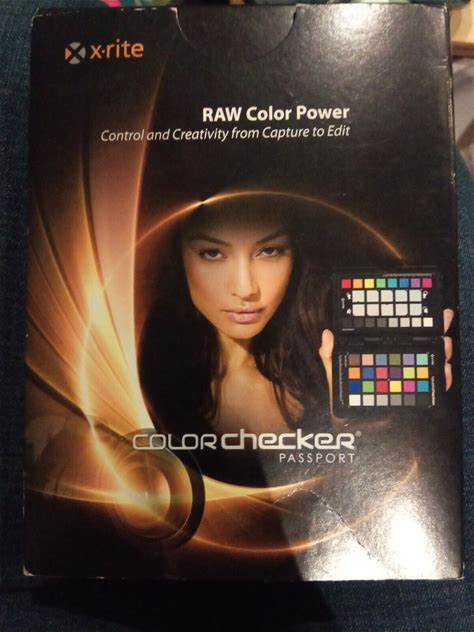 x·rite
RAW Color Power
Control and Creativity from Capture to Edit
COLORCHECKER®
PASSPORT